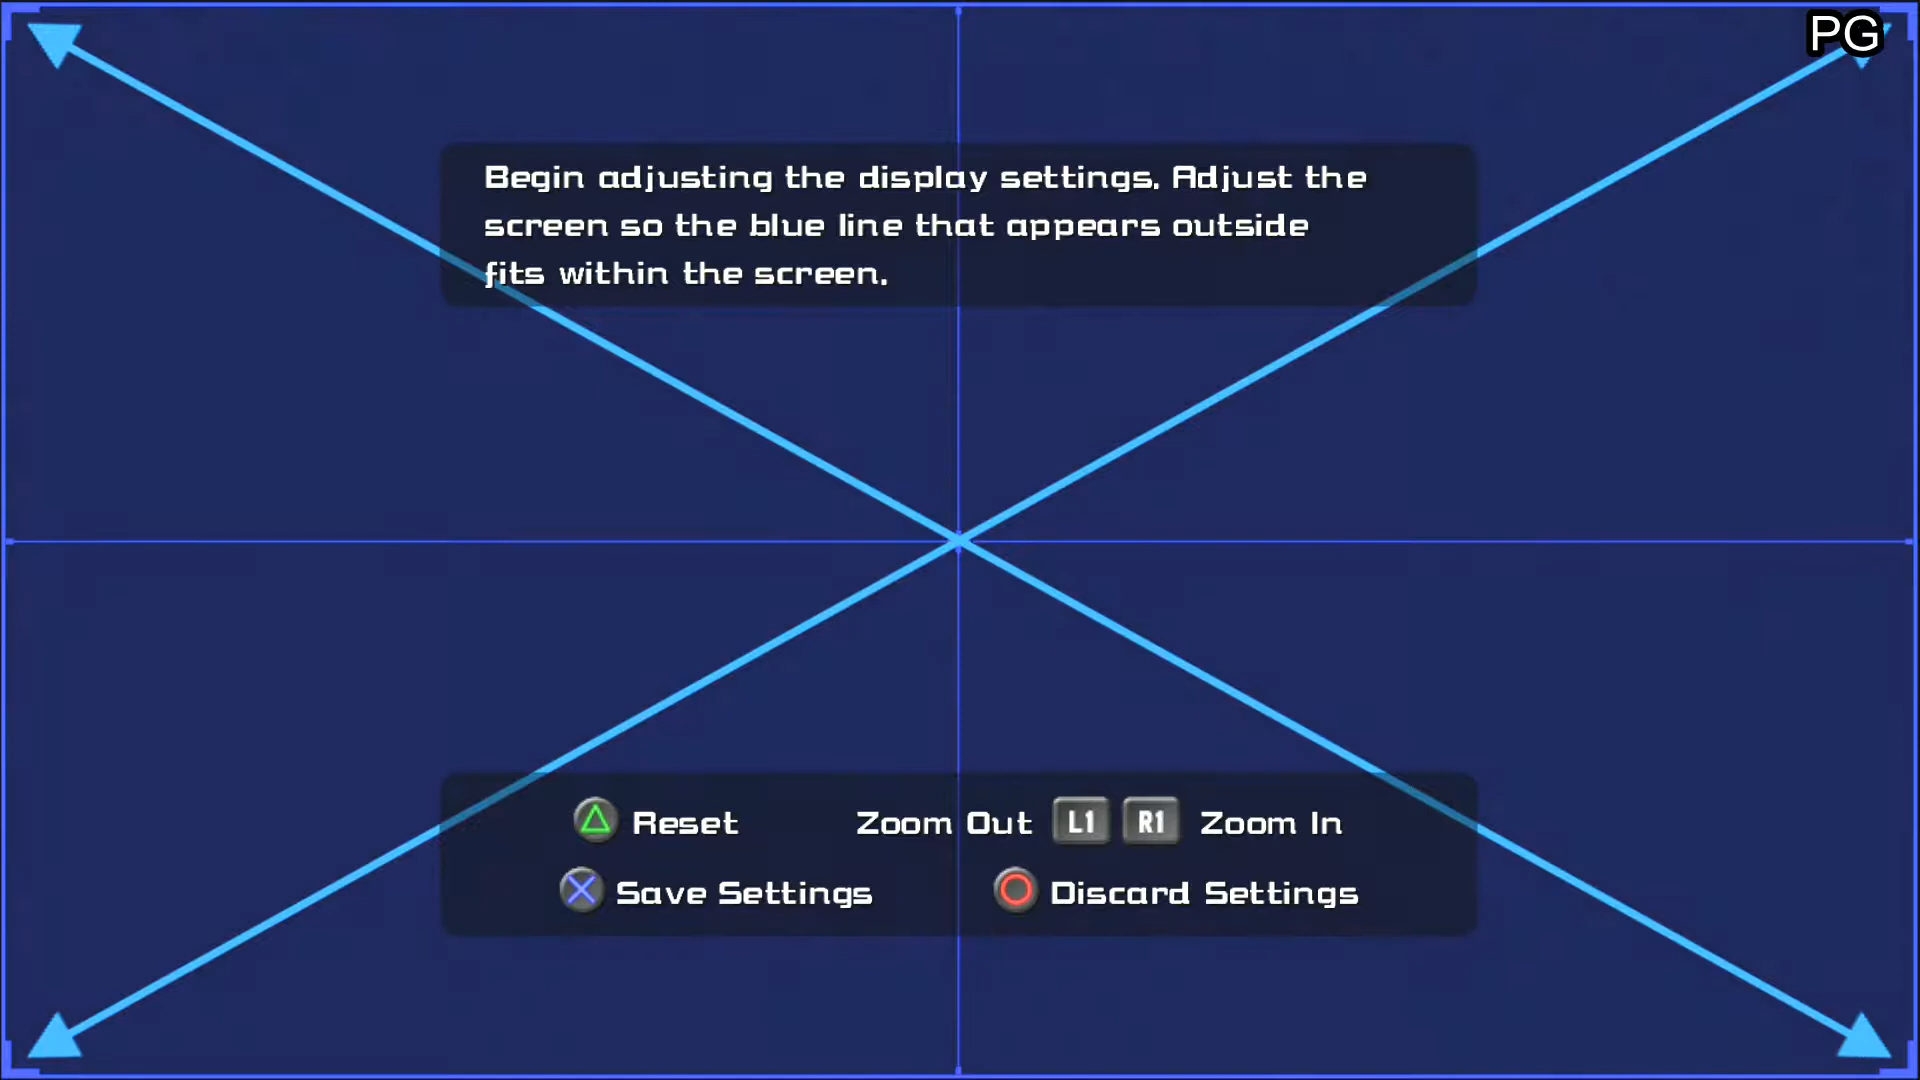 PG
Begin adjusting the display settings. Adjust the
screen so the blue line that appears outside
fits within the screen.
Reset Zoom Out L1 R1 Zoom In
Save Settings Discard Settings